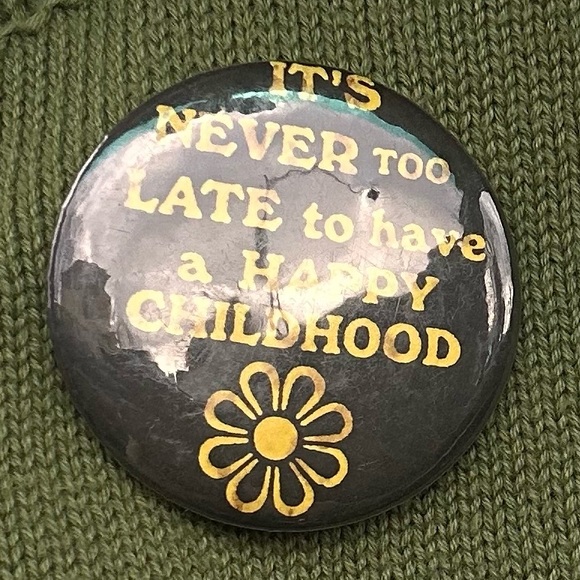 IT'S
NEVER TOO
LATE to have
a HAPPY
CHILDHOOD